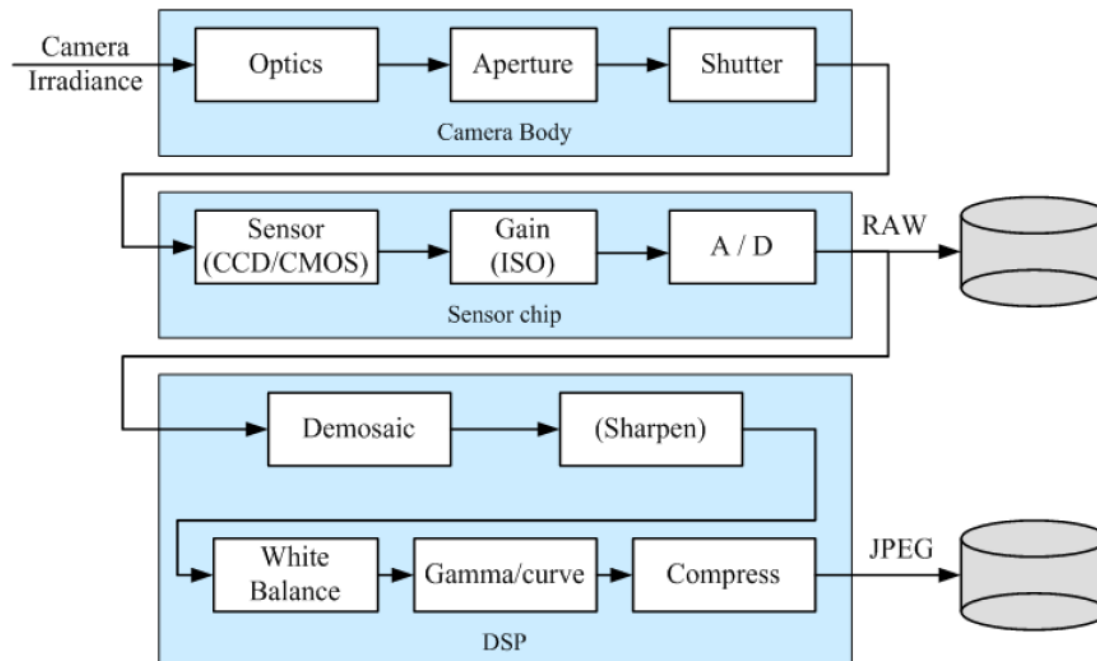 Camera
Irradiance
Optics
Aperture
Shutter
Camera Body
Sensor
(CCD/CMOS)
Gain
(ISO)
A / D
RAW
Sensor chip
Demosaic
(Sharpen)
White
Balance
Gamma/curve
Compress
JPEG
DSP